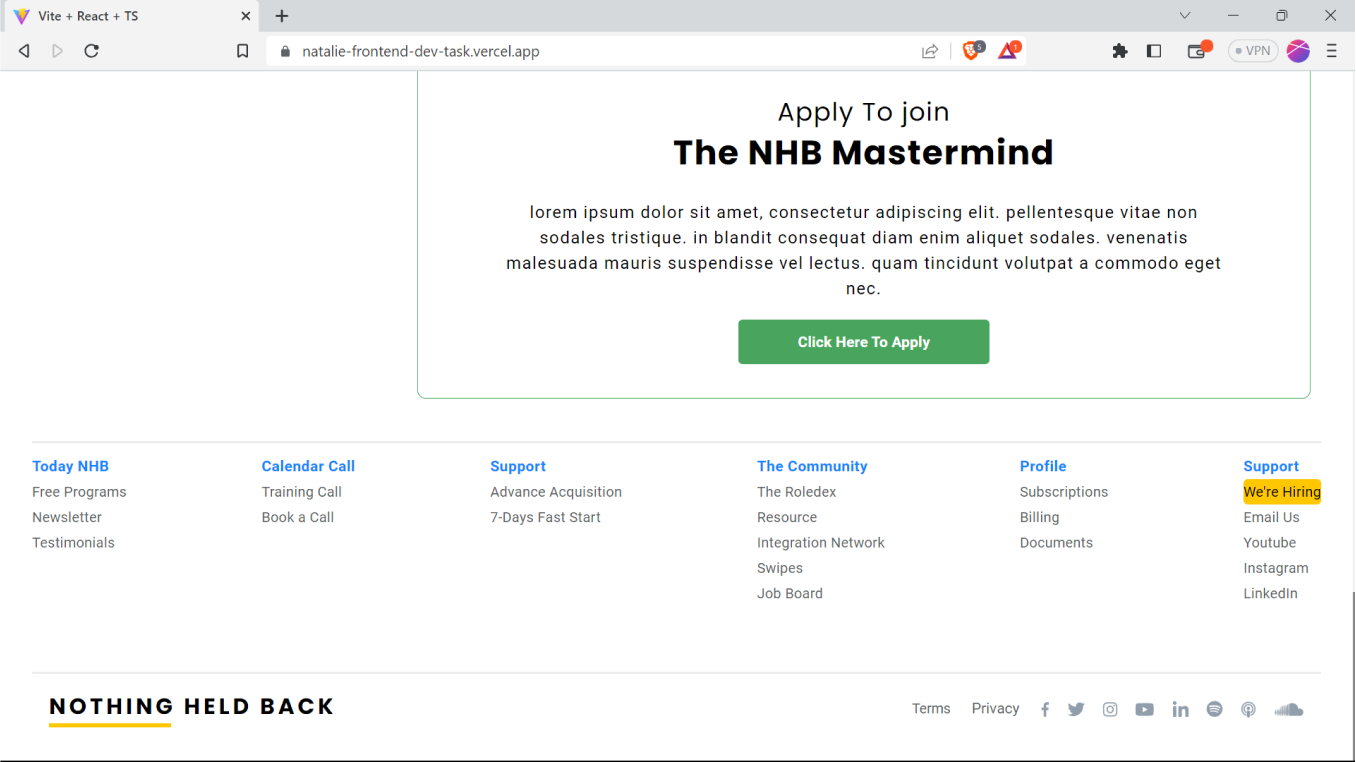 Vite + React + TS
natalie-frontend-dev-task.vercel.app
5
1
VPN
Apply To join
The NHB Mastermind
lorem ipsum dolor sit amet, consectetur adipiscing elit. pellentesque vitae non
sodales tristique. in blandit consequat diam enim aliquet sodales. venenatis
malesuada mauris suspendisse vel lectus. quam tincidunt volutpat a commodo eget
nec.
Click Here To Apply
Today NHB
Free Programs
Newsletter
Testimonials
Calendar Call
Training Call
Book a Call
Support
Advance Acquisition
7-Days Fast Start
The Community
The Roledex
Resource
Integration Network
Swipes
Job Board
Profile
Subscriptions
Billing
Documents
Support
We're Hiring
Email Us
Youtube
Instagram
LinkedIn
NOTHING HELD BACK
Terms Privacy